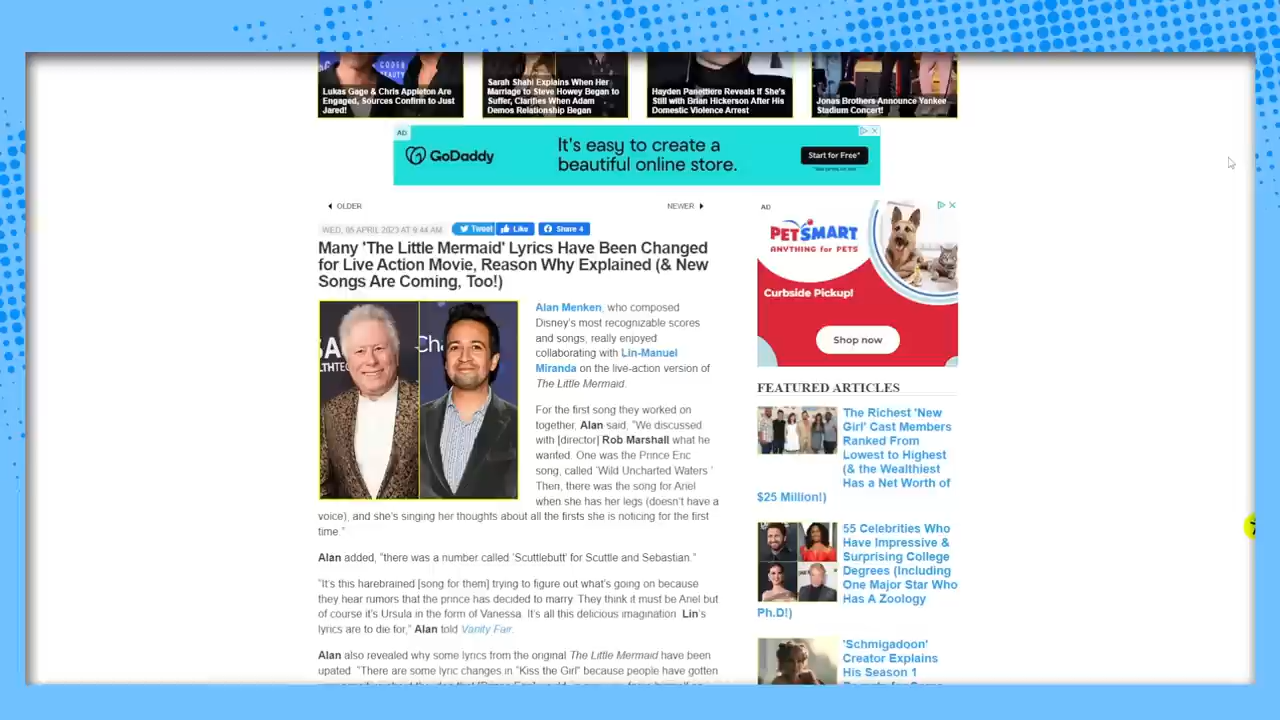 Lukas Gage & Chris Appleton Are
Engaged, Sources Confirm to Just
Jared!
Sarah Shahi Explains When Her
Marriage to Steve Howey Began to
Suffer, Clarifies When Adam
Demos Relationship Began
Hayden Panettiere Reveals If She's
Still with Brian Hickerson After His
Domestic Violence Arrest
Jonas Brothers Announce Yankee
Stadium Concert!
AD
GoDaddy
It's easy to create a
beautiful online store.
Start for Free*
OLDER
NEWER
WED, 05 APRIL 2023 AT 9:44 AM
Tweet
Like
Share 4
Many 'The Little Mermaid' Lyrics Have Been Changed
for Live Action Movie, Reason Why Explained (& New
Songs Are Coming, Too!)
Alan Menken, who composed
Disney's most recognizable scores
and songs, really enjoyed
collaborating with Lin-Manuel
Miranda on the live-action version of
The Little Mermaid.
For the first song they worked on
together, Alan said, "We discussed
with [director] Rob Marshall what he
wanted. One was the Prince Eric
song, called 'Wild Uncharted Waters.'
Then, there was the song for Ariel
when she has her legs (doesn't have a
voice), and she's singing her thoughts about all the firsts she is noticing for the first
time."
Alan added, "there was a number called 'Scuttlebutt' for Scuttle and Sebastian."
"It's this harebrained [song for them] trying to figure out what's going on because
they hear rumors that the prince has decided to marry. They think it must be Ariel but
of course it's Ursula in the form of Vanessa. It's all this delicious imagination. Lin's
lyrics are to die for," Alan told Vanity Fair.
Alan also revealed why some lyrics from the original The Little Mermaid have been
upated. "There are some lyric changes in "Kiss the Girl" because people have gotten
AD
PETSMART
ANYTHING for PETS
Curbside Pickup!
Shop now
FEATURED ARTICLES
The Richest 'New
Girl' Cast Members
Ranked From
Lowest to Highest
(& the Wealthiest
Has a Net Worth of
$25 Million!)
55 Celebrities Who
Have Impressive &
Surprising College
Degrees (Including
One Major Star Who
Has A Zoology
Ph.D!)
'Schmigadoon'
Creator Explains
His Season 1